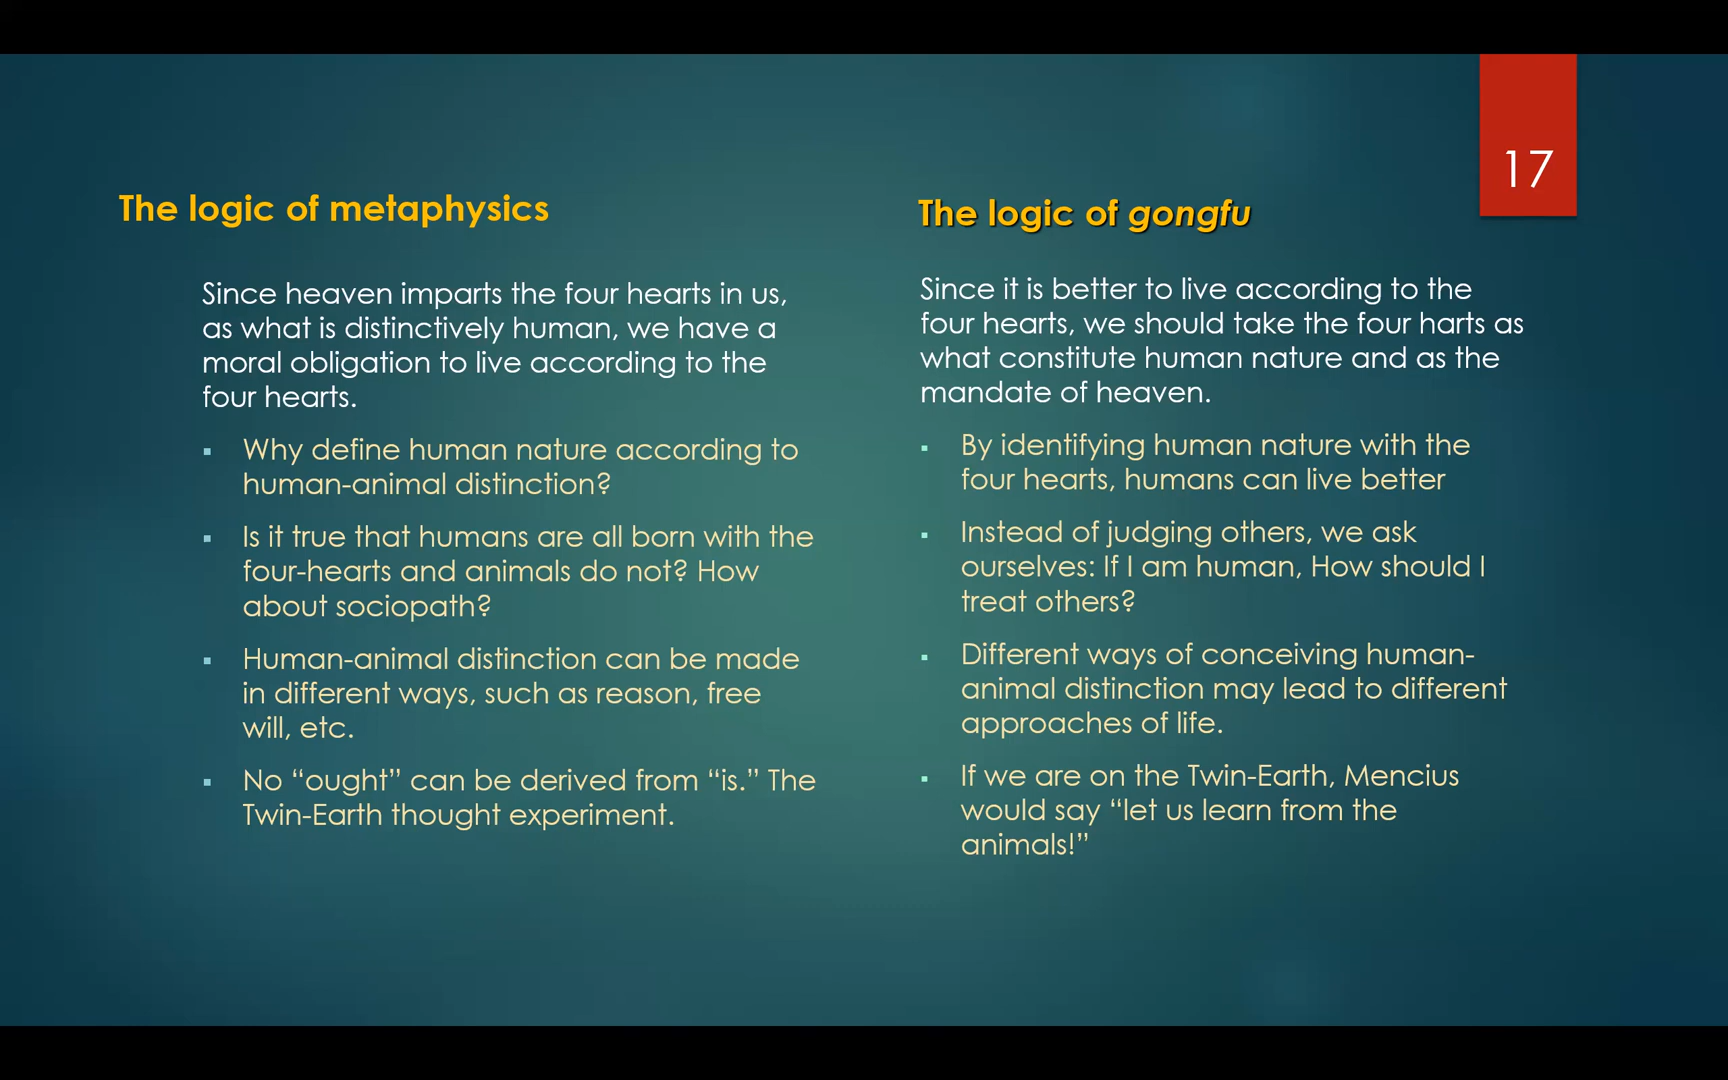 17
The logic of metaphysics
Since heaven imparts the four hearts in us,
as what is distinctively human, we have a
moral obligation to live according to the
four hearts.
▪ Why define human nature according to
human-animal distinction?
▪ Is it true that humans are all born with the
four-hearts and animals do not? How
about sociopath?
▪ Human-animal distinction can be made
in different ways, such as reason, free
will, etc.
▪ No “ought” can be derived from “is.” The
Twin-Earth thought experiment.
The logic of gongfu
Since it is better to live according to the
four hearts, we should take the four harts as
what constitute human nature and as the
mandate of heaven.
▪ By identifying human nature with the
four hearts, humans can live better
▪ Instead of judging others, we ask
ourselves: If I am human, How should I
treat others?
▪ Different ways of conceiving human-
animal distinction may lead to different
approaches of life.
▪ If we are on the Twin-Earth, Mencius
would say “let us learn from the
animals!”